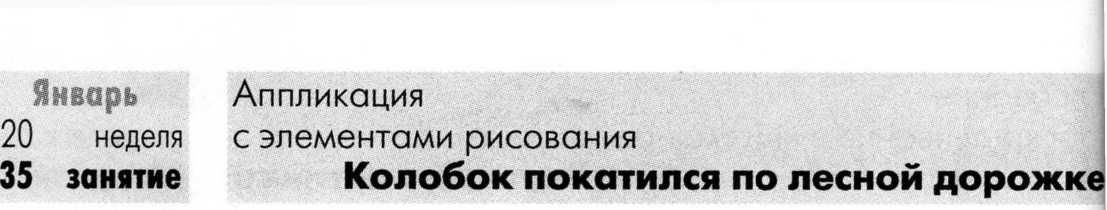 Январь
20 неделя
35 занятие
Аппликация
с элементами рисования
Колобок покатился по лесной дорожке